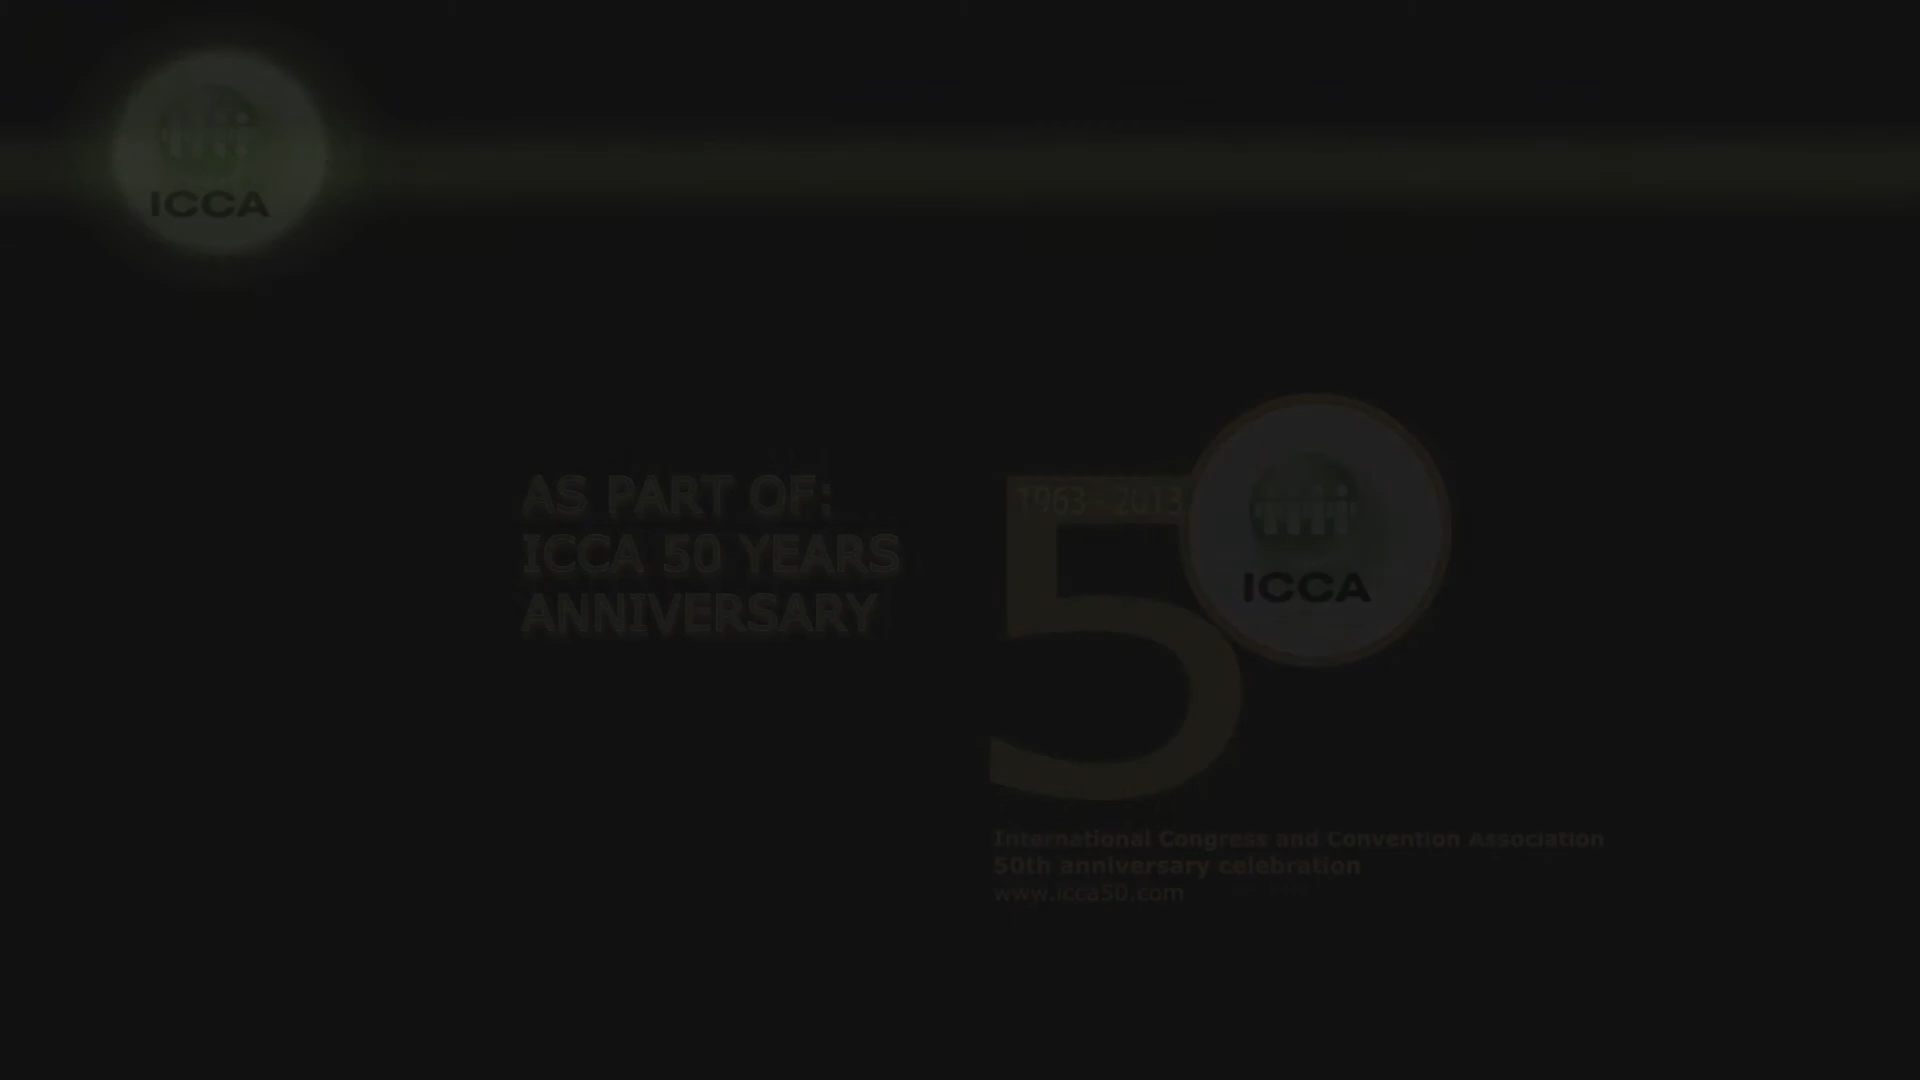 ICCA
AS PART OF:
ICCA 50 YEARS
ANNIVERSARY
1963 - 2013
5
ICCA
International Congress and Convention Association
50th anniversary celebration
www.icca50.com